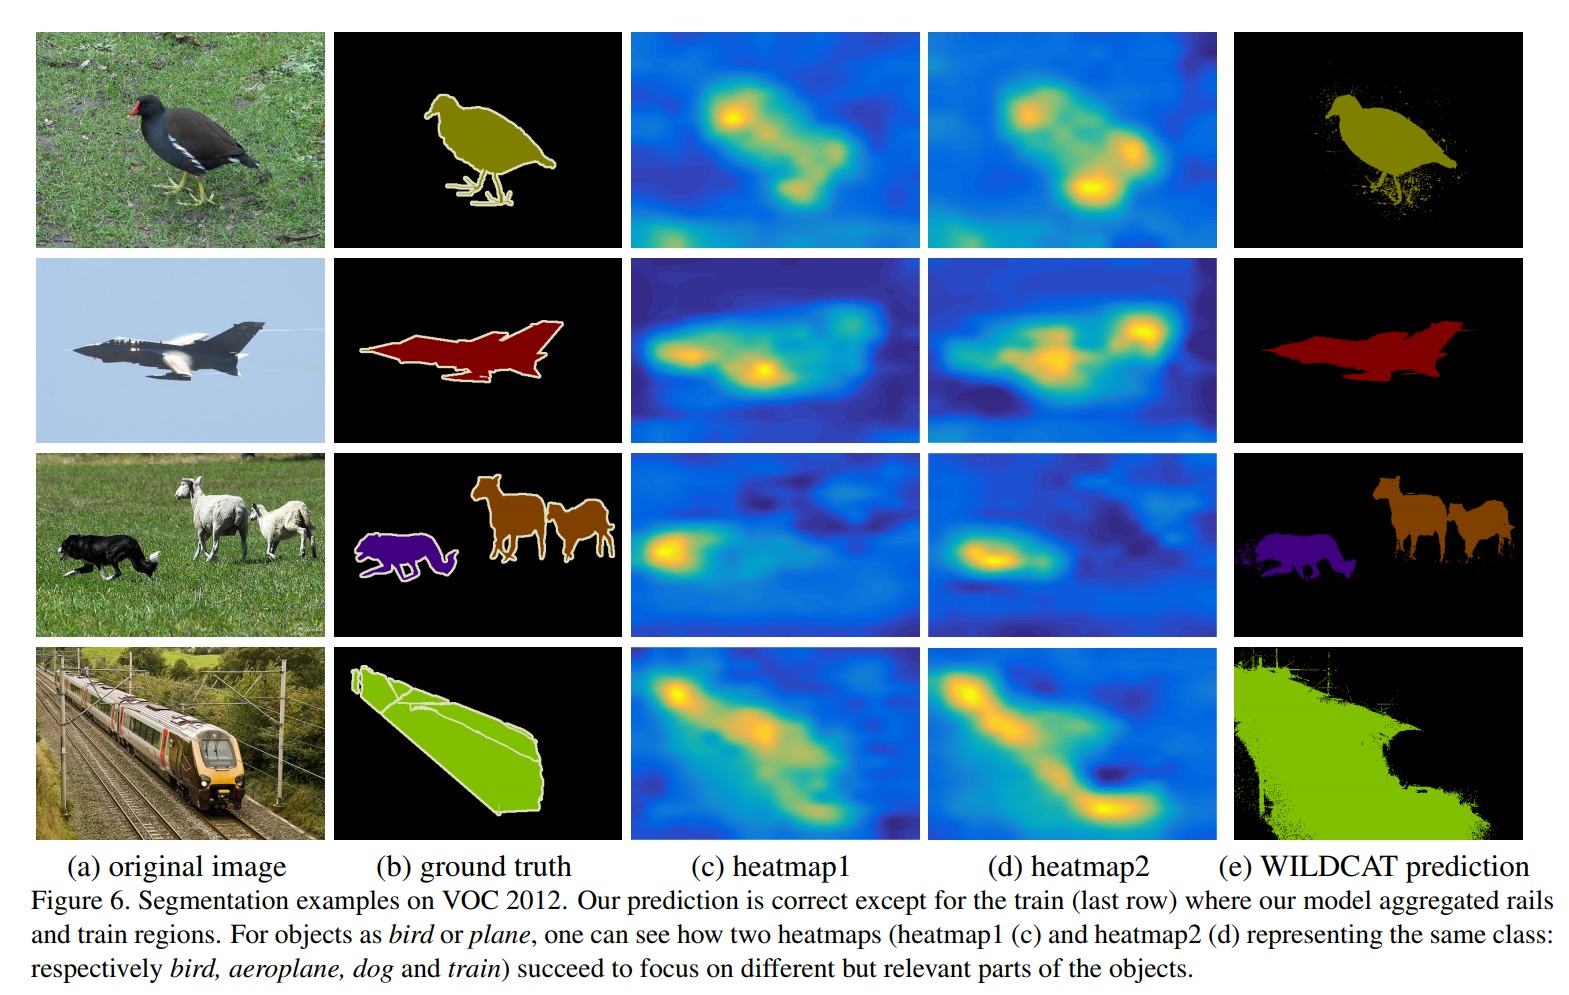 (a) original image (b) ground truth (c) heatmap1 (d) heatmap2 (e) WILDCAT prediction
Figure 6. Segmentation examples on VOC 2012. Our prediction is correct except for the train (last row) where our model aggregated rails
and train regions. For objects as bird or plane, one can see how two heatmaps (heatmap1 (c) and heatmap2 (d) representing the same class:
respectively bird, aeroplane, dog and train) succeed to focus on different but relevant parts of the objects.